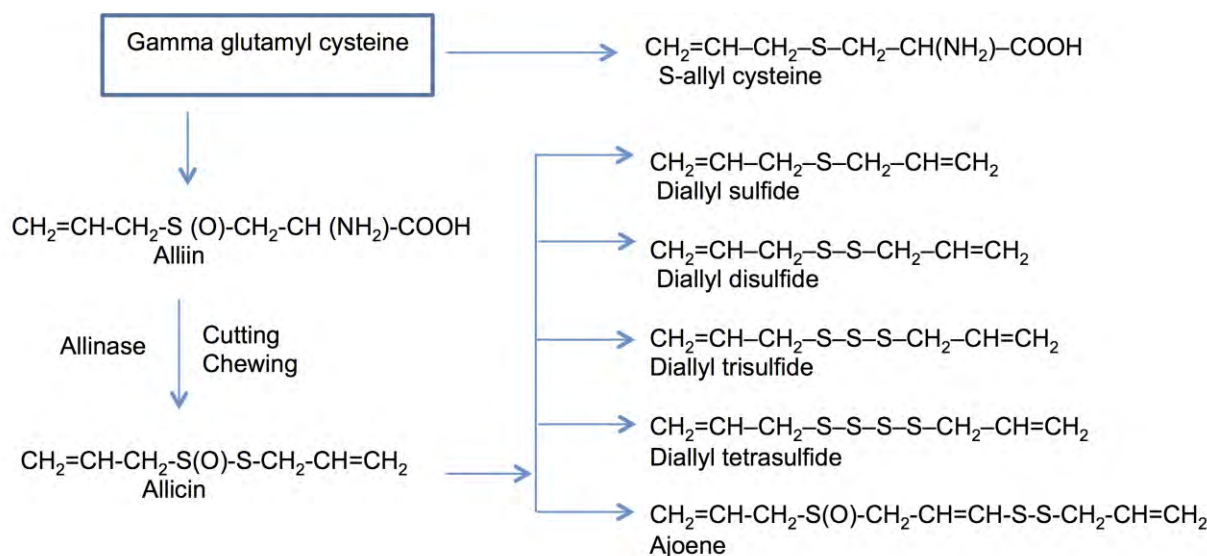 Gamma glutamyl cysteine
CH₂=CH–CH₂–S–CH₂–CH(NH₂)–COOH
S-allyl cysteine
CH₂=CH-CH₂-S (O)-CH₂-CH (NH₂)-COOH
Alliin
Allinase
Cutting
Chewing
CH₂=CH-CH₂-S(O)-S-CH₂-CH=CH₂
Allicin
CH₂=CH–CH₂–S–CH₂–CH=CH₂
Diallyl sulfide
CH₂=CH–CH₂–S–S–CH₂–CH=CH₂
Diallyl disulfide
CH₂=CH–CH₂–S–S–S–CH₂–CH=CH₂
Diallyl trisulfide
CH₂=CH–CH₂–S–S–S–S–CH₂–CH=CH₂
Diallyl tetrasulfide
CH₂=CH-CH₂-S(O)-CH₂-CH=CH-S-S-CH₂-CH=CH₂
Ajoene